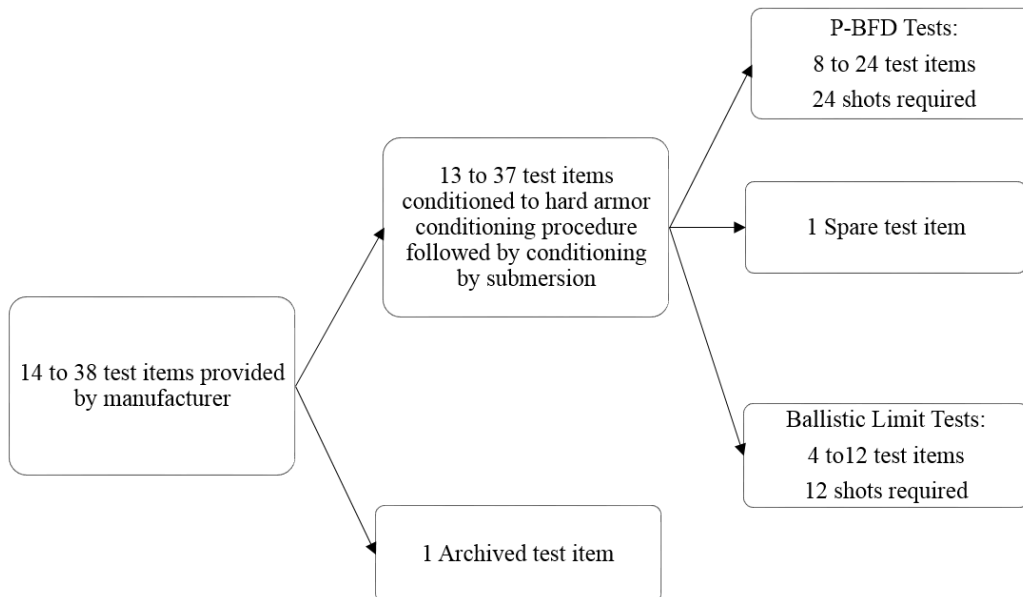 14 to 38 test items provided
by manufacturer
13 to 37 test items
conditioned to hard armor
conditioning procedure
followed by conditioning
by submersion
1 Archived test item
P-BFD Tests:
8 to 24 test items
24 shots required
1 Spare test item
Ballistic Limit Tests:
4 to12 test items
12 shots required